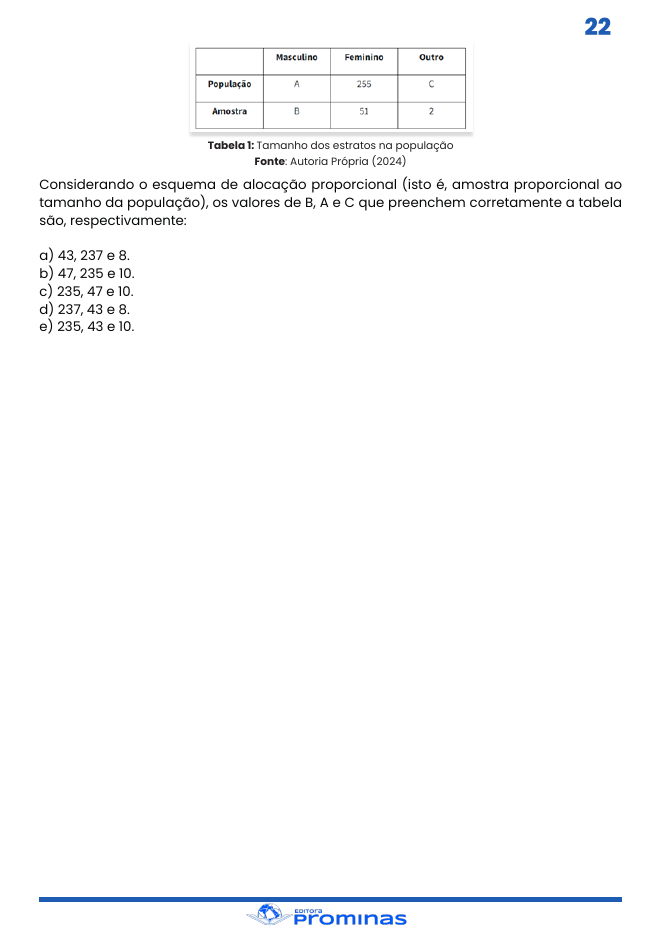 22
Masculino Feminino Outro
População A 255 C
Amostra B 51 2
Tabela 1: Tamanho dos estratos na população
Fonte: Autoria Própria (2024)
Considerando o esquema de alocação proporcional (isto é, amostra proporcional ao
tamanho da população), os valores de B, A e C que preenchem corretamente a tabela
são, respectivamente:
a) 43, 237 e 8.
b) 47, 235 e 10.
c) 235, 47 e 10.
d) 237, 43 e 8.
e) 235, 43 e 10.
EDITORA
Prominas